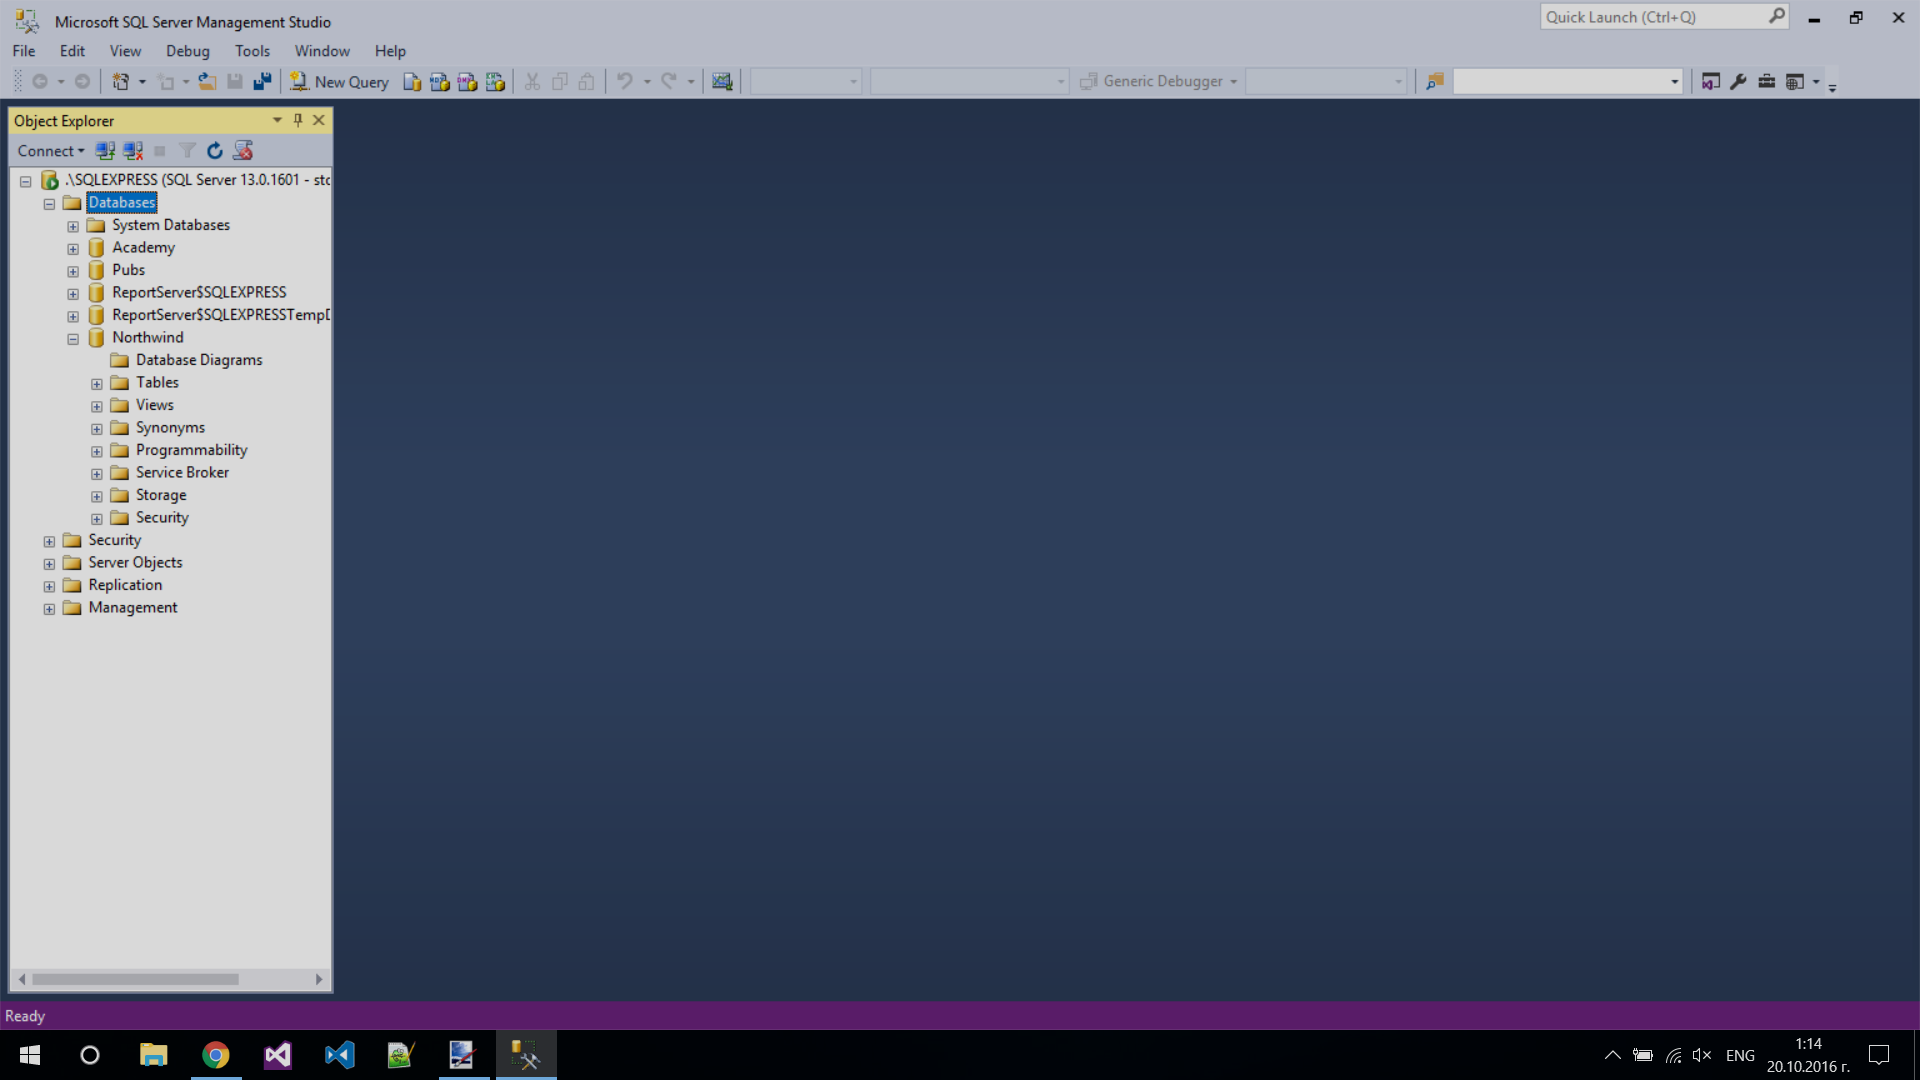 Microsoft SQL Server Management Studio
Quick Launch (Ctrl+Q)
File Edit View Debug Tools Window Help
New Query
Generic Debugger
Object Explorer
Connect
.\SQLEXPRESS (SQL Server 13.0.1601 - stc
Databases
System Databases
Academy
Pubs
ReportServer$SQLEXPRESS
ReportServer$SQLEXPRESSTempD
Northwind
Database Diagrams
Tables
Views
Synonyms
Programmability
Service Broker
Storage
Security
Security
Server Objects
Replication
Management
Ready
ENG
1:14
20.10.2016 г.